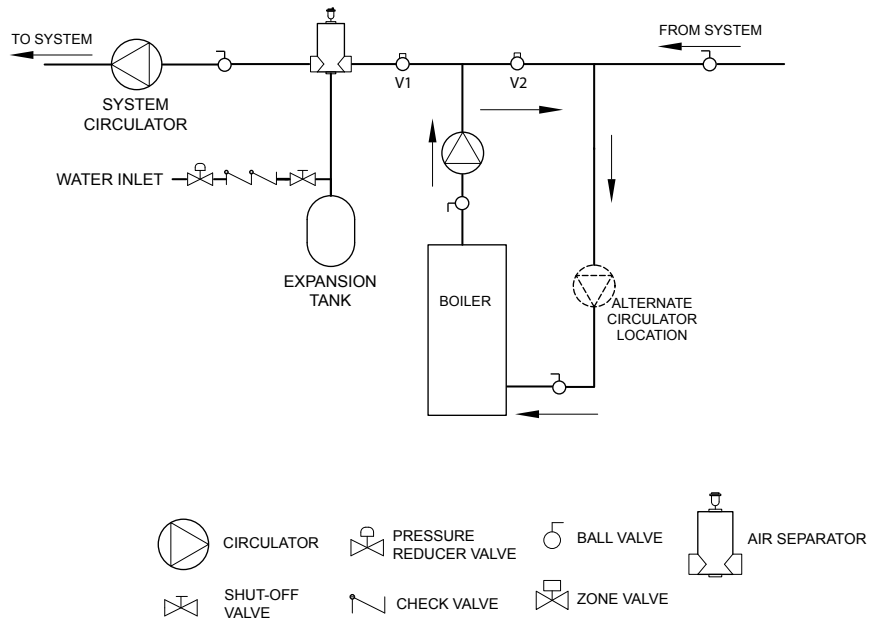 TO SYSTEM
FROM SYSTEM
V1
V2
SYSTEM
CIRCULATOR
WATER INLET
EXPANSION
TANK
BOILER
ALTERNATE
CIRCULATOR
LOCATION
CIRCULATOR
PRESSURE
REDUCER VALVE
BALL VALVE
AIR SEPARATOR
SHUT-OFF
VALVE
CHECK VALVE
ZONE VALVE